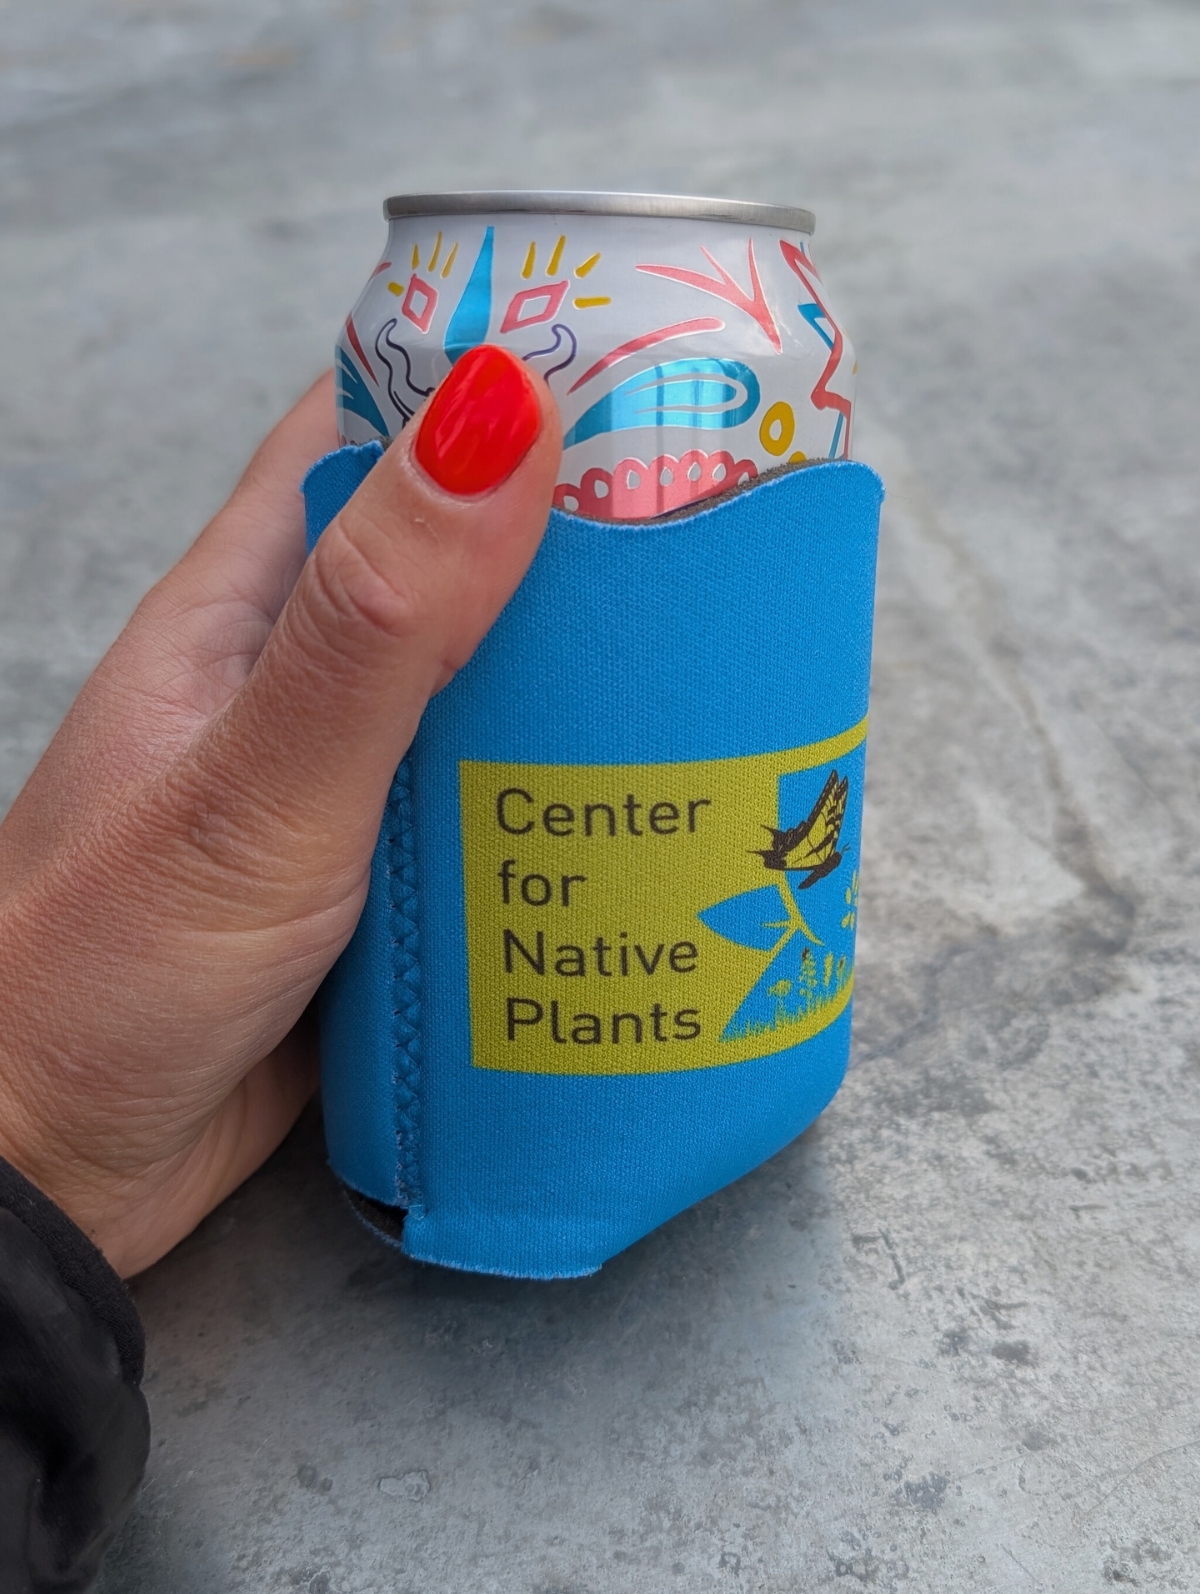 Center
for
Native
Plants